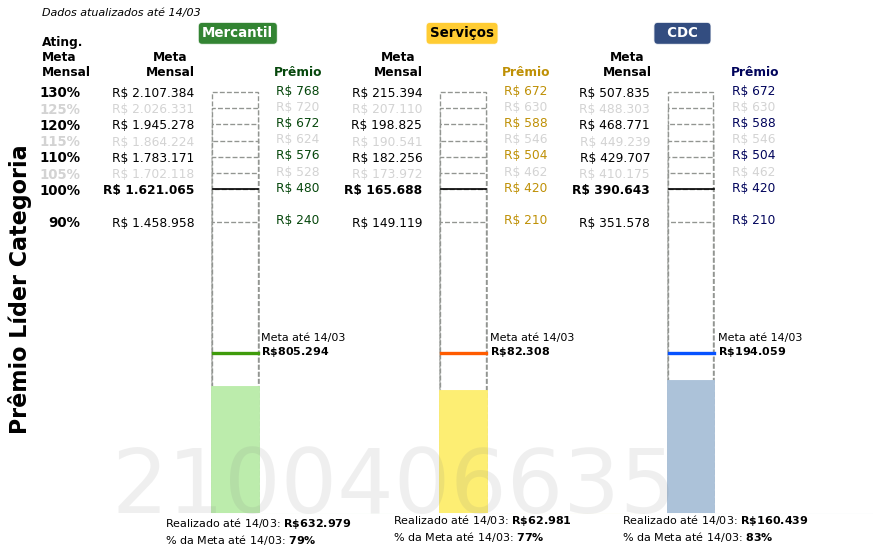 Dados atualizados até 14/03
Mercantil
Serviços
CDC
Ating.
Meta
Mensal
Meta
Mensal
Prêmio
Meta
Mensal
Prêmio
Meta
Mensal
Prêmio
130% R$ 2.107.384 R$ 768 R$ 215.394 R$ 672 R$ 507.835 R$ 672
125% R$ 2.026.331 R$ 720 R$ 207.110 R$ 630 R$ 488.303 R$ 630
120% R$ 1.945.278 R$ 672 R$ 198.825 R$ 588 R$ 468.771 R$ 588
115% R$ 1.864.224 R$ 624 R$ 190.541 R$ 546 R$ 449.239 R$ 546
110% R$ 1.783.171 R$ 576 R$ 182.256 R$ 504 R$ 429.707 R$ 504
105% R$ 1.702.118 R$ 528 R$ 173.972 R$ 462 R$ 410.175 R$ 462
100% R$ 1.621.065 R$ 480 R$ 165.688 R$ 420 R$ 390.643 R$ 420
90% R$ 1.458.958 R$ 240 R$ 149.119 R$ 210 R$ 351.578 R$ 210
Prêmio Líder Categoria
Meta até 14/03
R$805.294
Meta até 14/03
R$82.308
Meta até 14/03
R$194.059
2100406635
Realizado até 14/03: R$632.979
% da Meta até 14/03: 79%
Realizado até 14/03: R$62.981
% da Meta até 14/03: 77%
Realizado até 14/03: R$160.439
% da Meta até 14/03: 83%